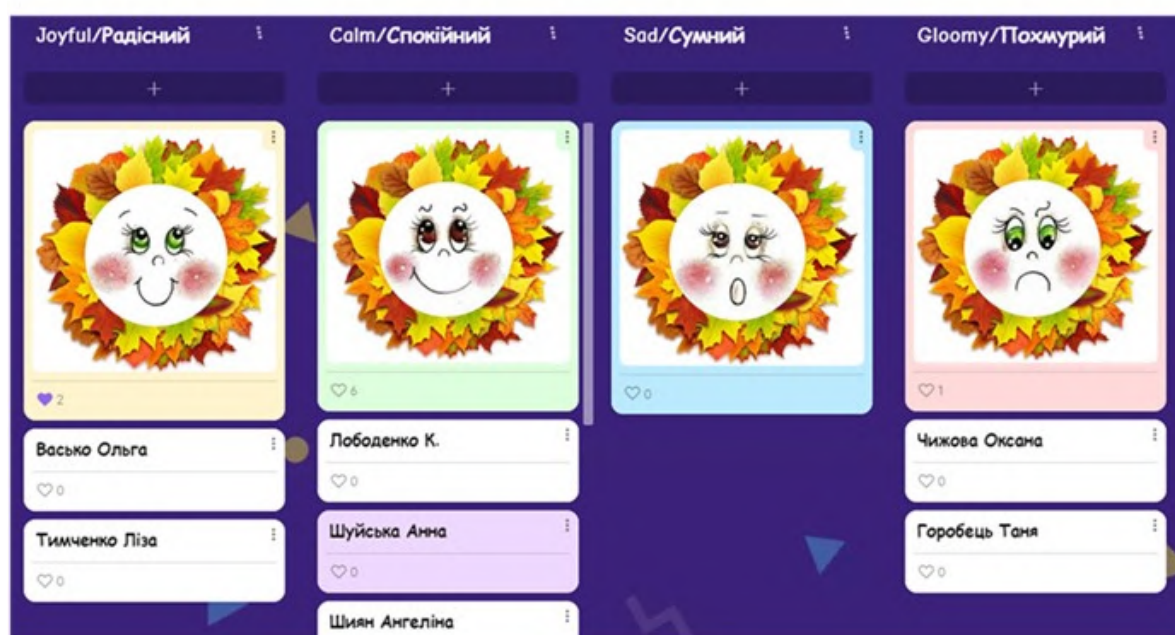 Joyful/Радісний
+
2
Васько Ольга
0
Тимченко Ліза
0
Calm/Спокійний
+
6
Лободенко К.
0
Шуйська Анна
0
Шиян Ангеліна
Sad/Сумний
+
0
Gloomy/Похмурий
+
1
Чижова Оксана
0
Горобець Таня
0